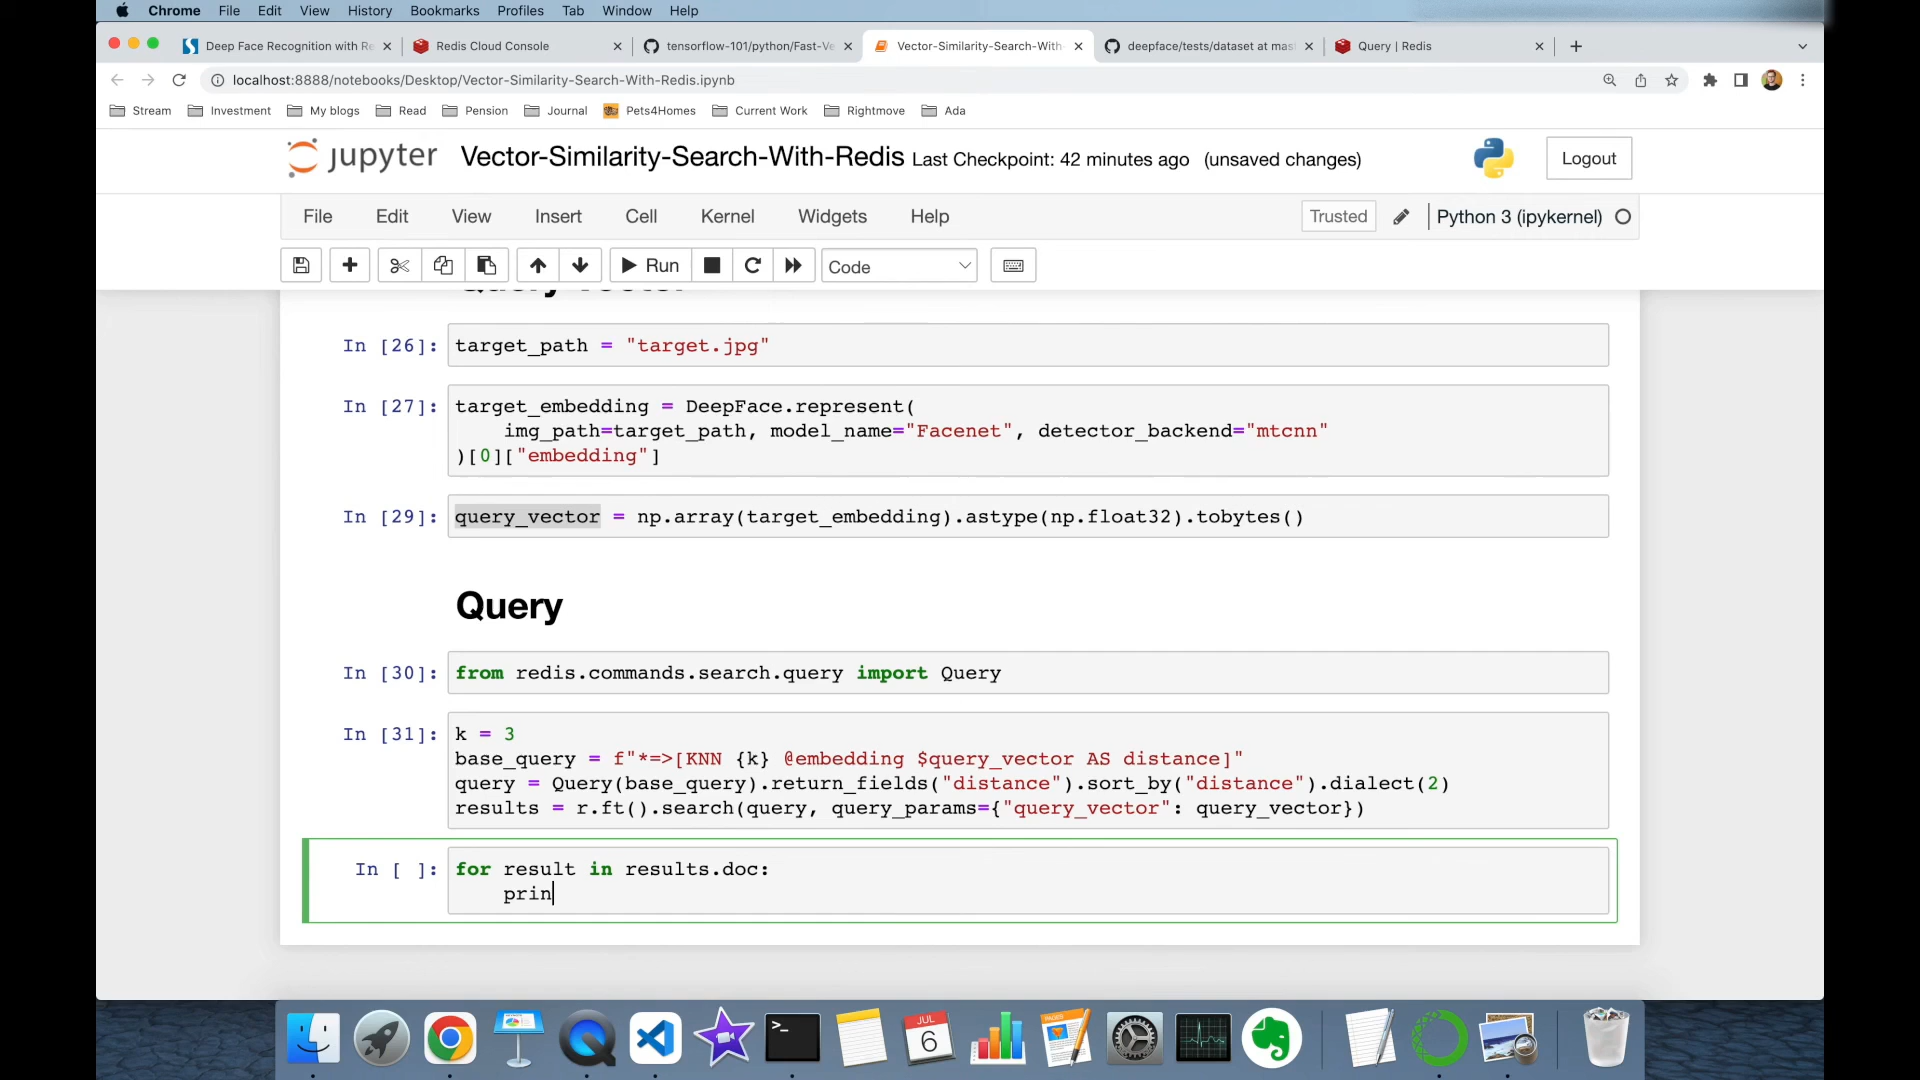 Chrome File Edit View History Bookmarks Profiles Tab Window Help
Deep Face Recognition with Re
Redis Cloud Console
tensorflow-101/python/Fast-Ve
Vector-Similarity-Search-With-
deepface/tests/dataset at mas
Query | Redis
localhost:8888/notebooks/Desktop/Vector-Similarity-Search-With-Redis.ipynb
Stream Investment My blogs Read Pension Journal Pets4Homes Current Work Rightmove Ada
jupyter Vector-Similarity-Search-With-Redis Last Checkpoint: 42 minutes ago (unsaved changes) Logout
File Edit View Insert Cell Kernel Widgets Help Trusted Python 3 (ipykernel)
Run Code
Query Vector
In [26]: target_path = "target.jpg"
In [27]: target_embedding = DeepFace.represent(
img_path=target_path, model_name="Facenet", detector_backend="mtcnn"
)[0]["embedding"]
In [29]: query_vector = np.array(target_embedding).astype(np.float32).tobytes()
Query
In [30]: from redis.commands.search.query import Query
In [31]: k = 3
base_query = f"*=>[KNN {k} @embedding $query_vector AS distance]"
query = Query(base_query).return_fields("distance").sort_by("distance").dialect(2)
results = r.ft().search(query, query_params={"query_vector": query_vector})
In [ ]: for result in results.doc:
prin
>_
PAGES
JUL
6